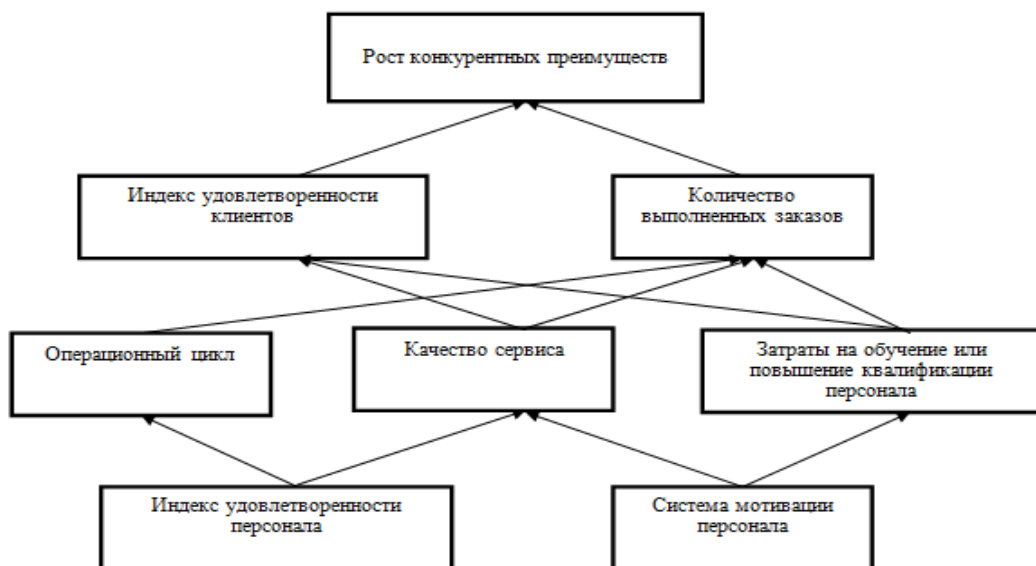 Рост конкурентных преимуществ
Индекс удовлетворенности
клиентов
Количество
выполненных заказов
Операционный цикл
Качество сервиса
Затраты на обучение или
повышение квалификации
персонала
Индекс удовлетворенности
персонала
Система мотивации
персонала